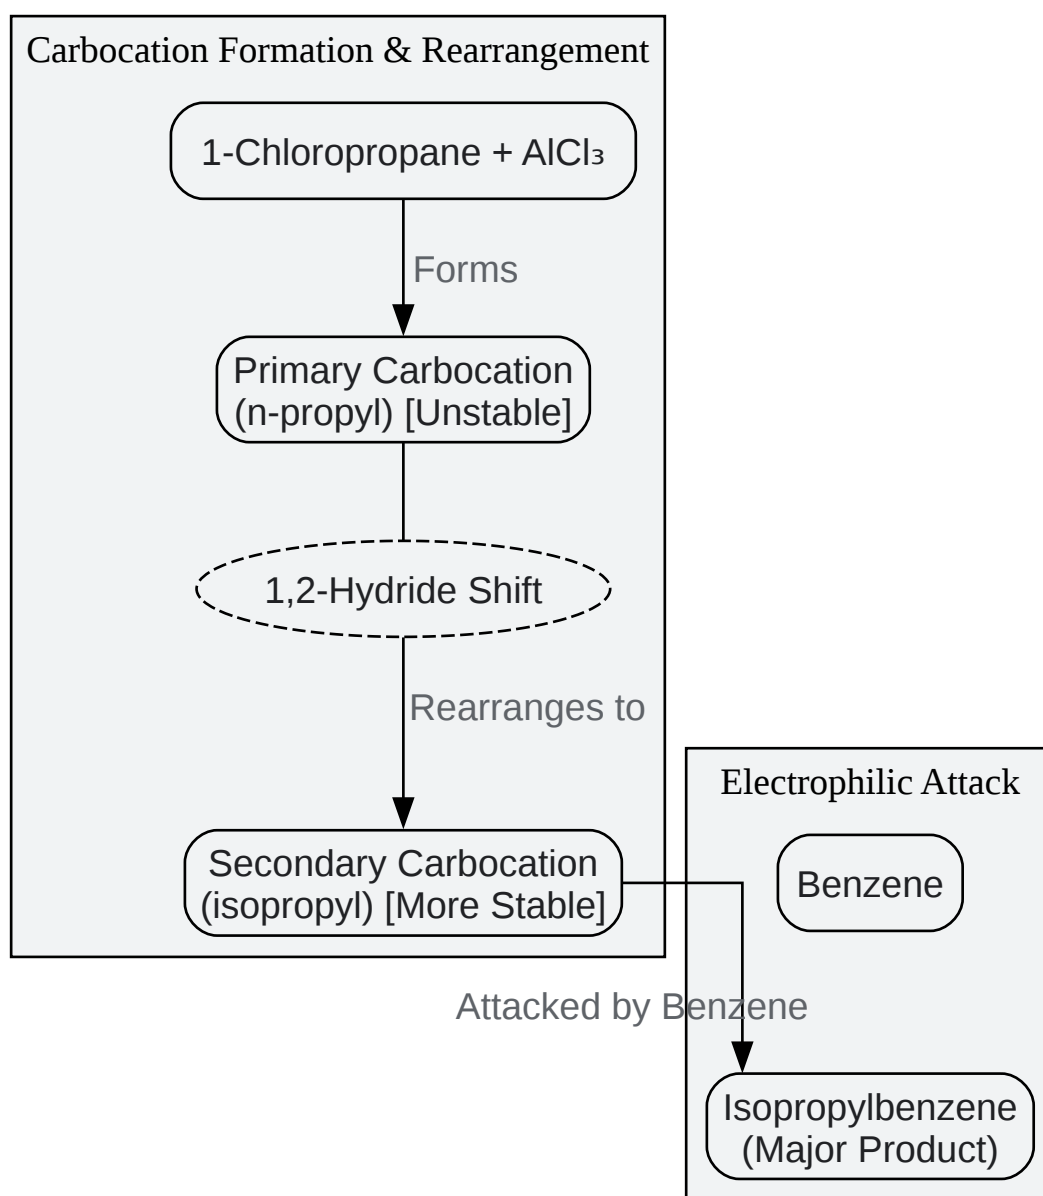 Carbocation Formation & Rearrangement
1-Chloropropane + AlCl₃
Forms
Primary Carbocation
(n-propyl) [Unstable]
1,2-Hydride Shift
Rearranges to
Secondary Carbocation
(isopropyl) [More Stable]
Electrophilic Attack
Benzene
Attacked by Benzene
Isopropylbenzene
(Major Product)